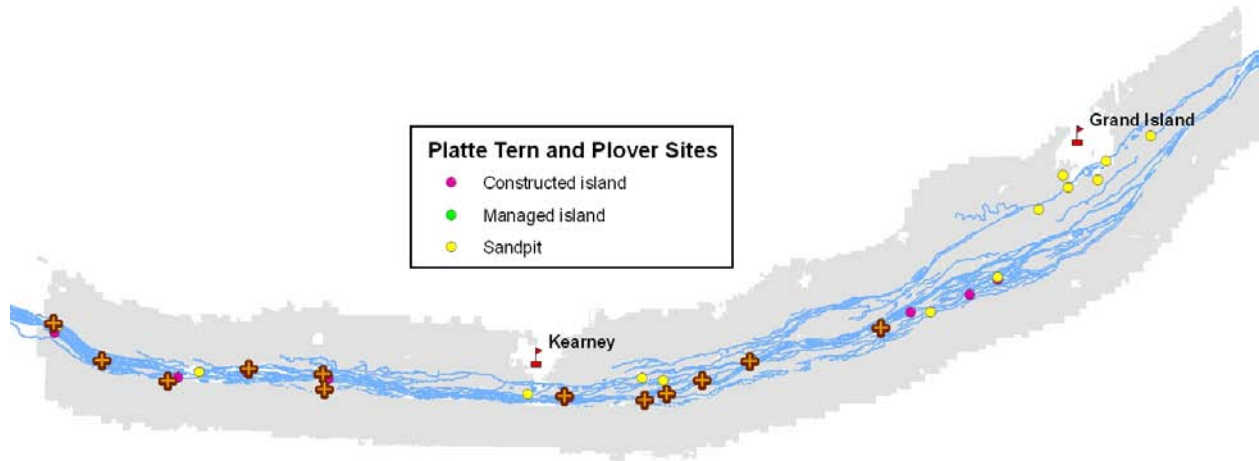 Grand Island
Platte Tern and Plover Sites
Constructed island
Managed island
Sandpit
Kearney